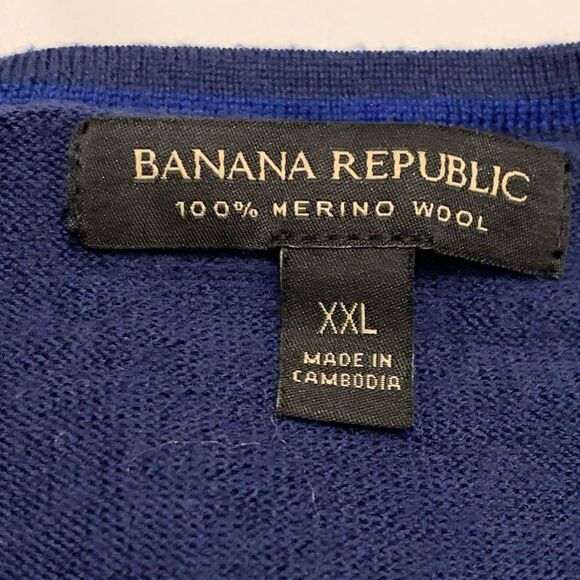 BANANA REPUBLIC
100% MERINO WOOL
XXL
MADE IN
CAMBODIA